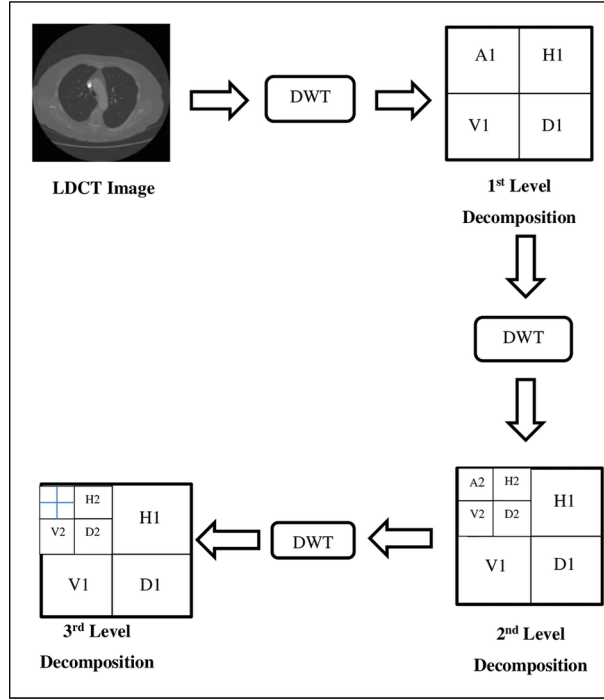 DWT
A1 H1
V1 D1
LDCT Image
1st Level
Decomposition
DWT
A2 H2
V2 D2
H1
V1 D1
2nd Level
Decomposition
DWT
H2
V2 D2
H1
V1 D1
3rd Level
Decomposition